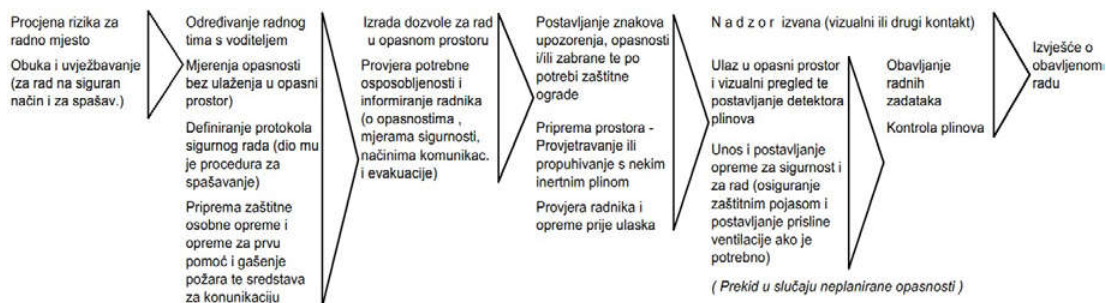 Procjena rizika za
radno mjesto
Obuka i uvježbavanje
(za rad na siguran
način i za spašav.)
Određivanje radnog
tima s voditeljem
Mjerenja opasnosti
bez ulaženja u opasni
prostor)
Definiranje protokola
sigurnog rada (dio mu
je procedura za
spašavanje)
Priprema zaštitne
osobne opreme i
opreme za prvu
pomoć i gašenje
požara te sredstava
za konunikaciju
Izrada dozvole za rad
u opasnom prostoru
Provjera potrebne
osposobljenosti i
informiranje radnika
(o opasnostima ,
mjerama sigurnosti,
načinima komunikac.
i evakuacije)
Postavljanje znakova
upozorenja, opasnosti
i/ili zabrane te po
potrebi zaštitne
ograde
Priprema prostora -
Provjetravanje ili
propuhivanje s nekim
inertnim plinom
Provjera radnika i
opreme prije ulaska
N a d z o r izvana (vizualni ili drugi kontakt)
Ulaz u opasni prostor
i vizualni pregled te
postavljanje detektora
plinova
Unos i postavljanje
opreme za sigurnost i
za rad (osiguranje
zaštitnim pojasom i
postavljanje prisline
ventilacije ako je
potrebno)
( Prekid u slučaju neplanirane opasnosti )
Obavljanje
radnih
zadataka
Kontrola plinova
Izvješće o
obavljenom
radu